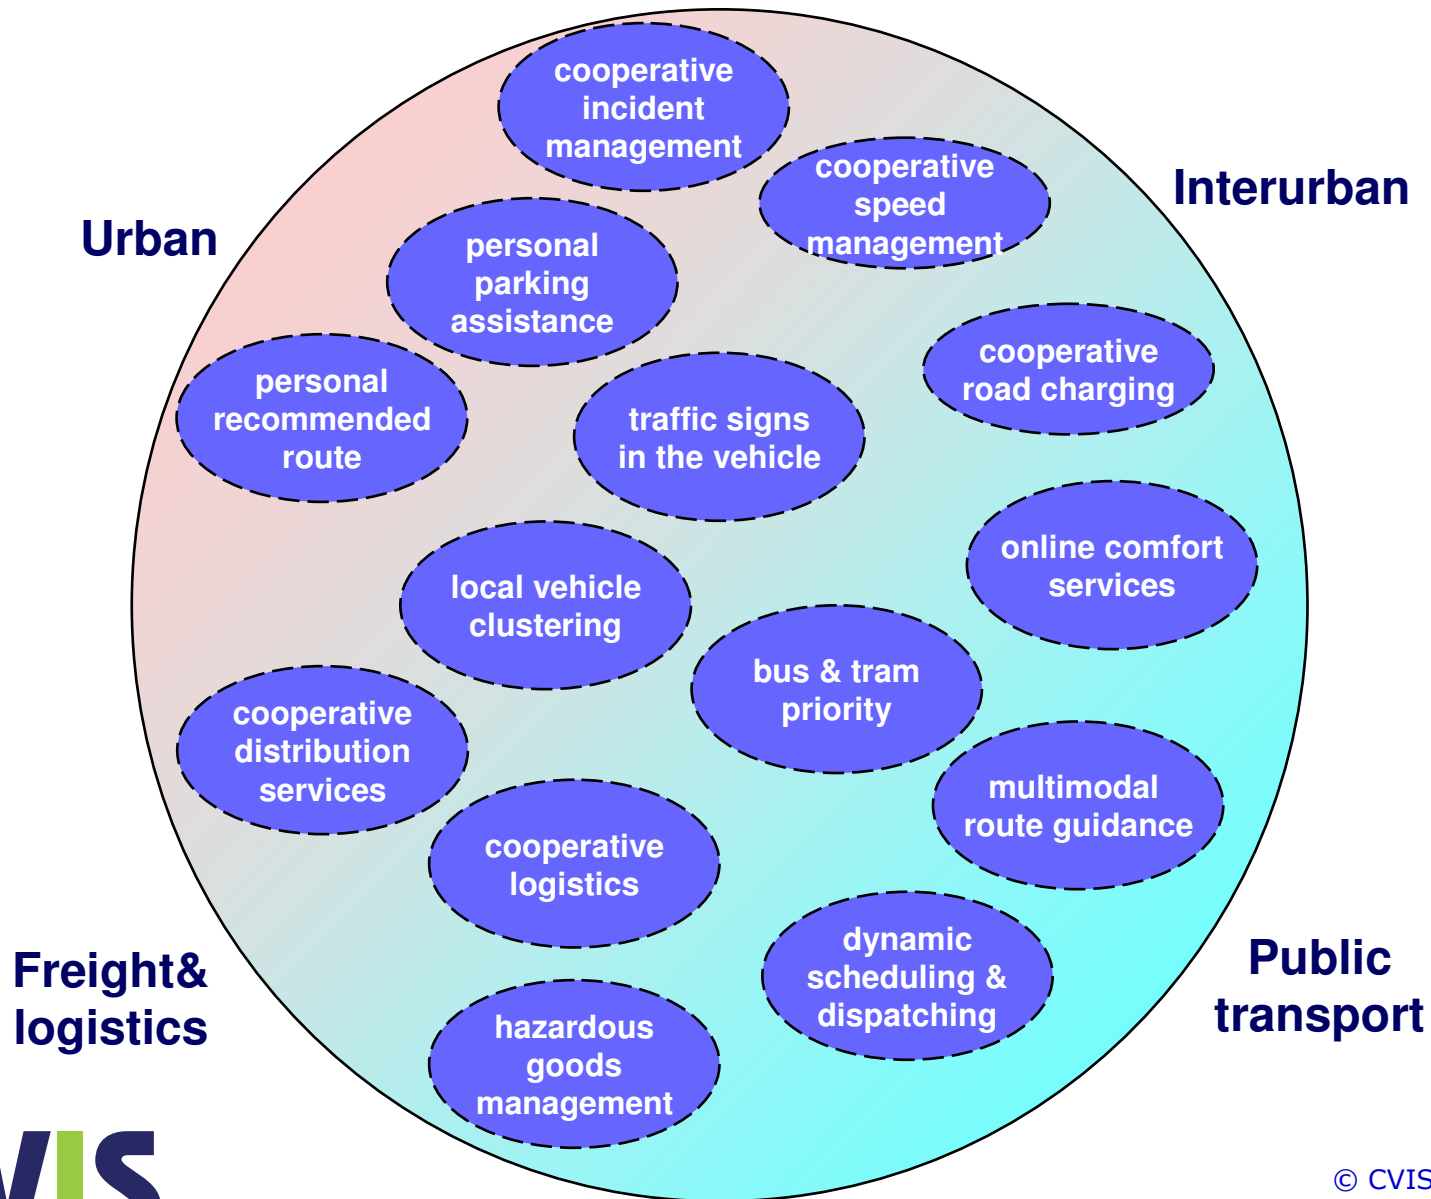 cooperative
incident
management
cooperative
speed
management
Interurban
Urban
personal
parking
assistance
cooperative
road charging
personal
recommended
route
traffic signs
in the vehicle
online comfort
services
local vehicle
clustering
bus & tram
priority
cooperative
distribution
services
multimodal
route guidance
cooperative
logistics
dynamic
scheduling &
dispatching
Freight&
logistics
Public
transport
hazardous
goods
management
VIS
© CVIS